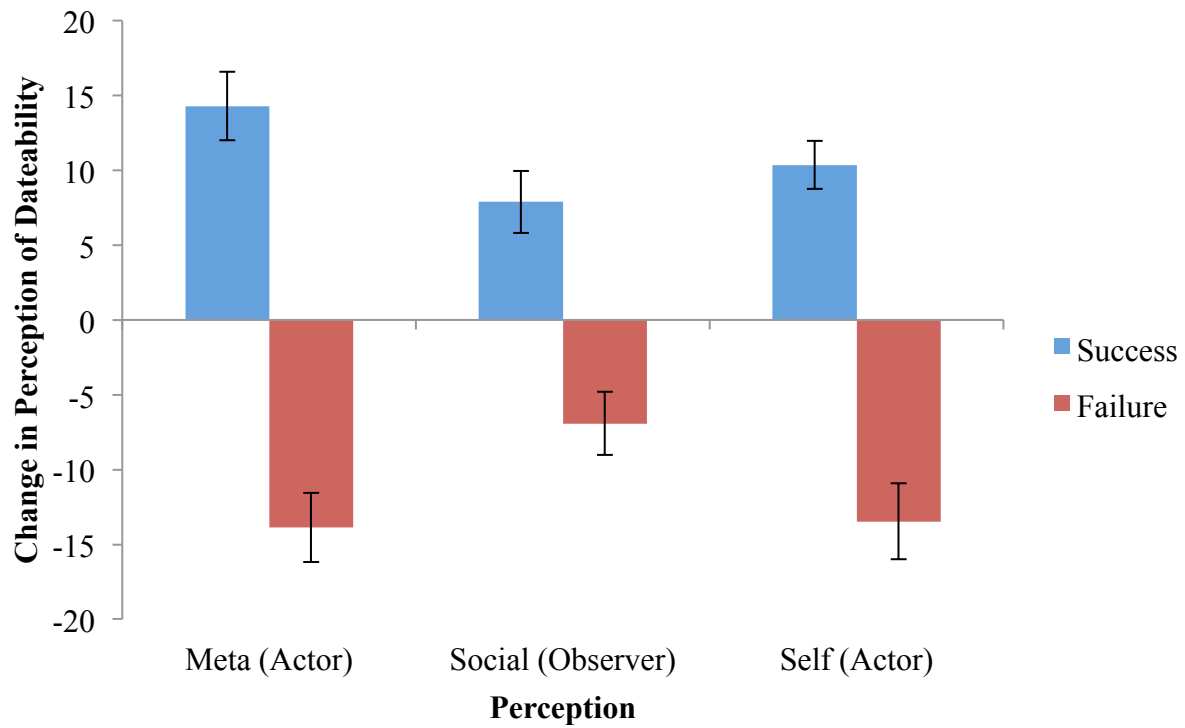 Change in Perception of Dateability
20
15
10
5
0
-5
-10
-15
-20
Success
Failure
Meta (Actor) Social (Observer) Self (Actor)
Perception